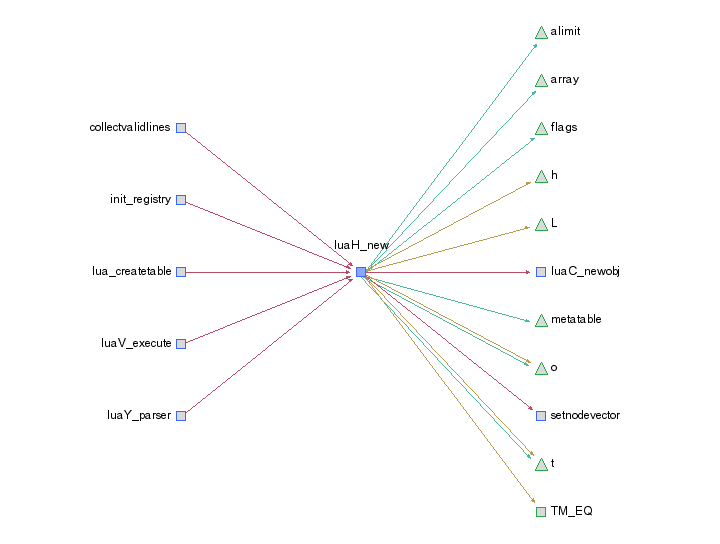 collectvalidlines
init_registry
lua_createtable
luaV_execute
luaY_parser
luaH_new
alimit
array
flags
h
L
luaC_newobj
metatable
o
setnodevector
t
TM_EQ